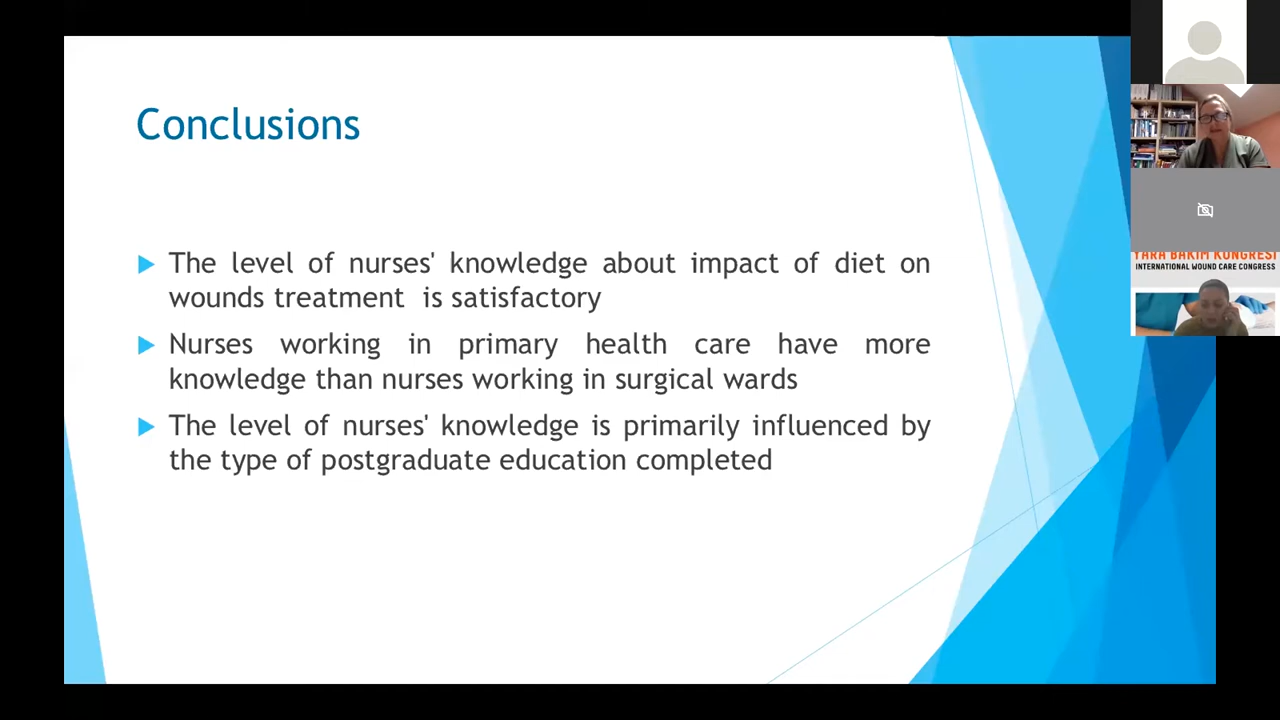 Conclusions
The level of nurses' knowledge about impact of diet on
wounds treatment is satisfactory
Nurses working in primary health care have more
knowledge than nurses working in surgical wards
The level of nurses' knowledge is primarily influenced by
the type of postgraduate education completed
YARA BAKIM KONGRESİ
INTERNATIONAL WOUND CARE CONGRESS